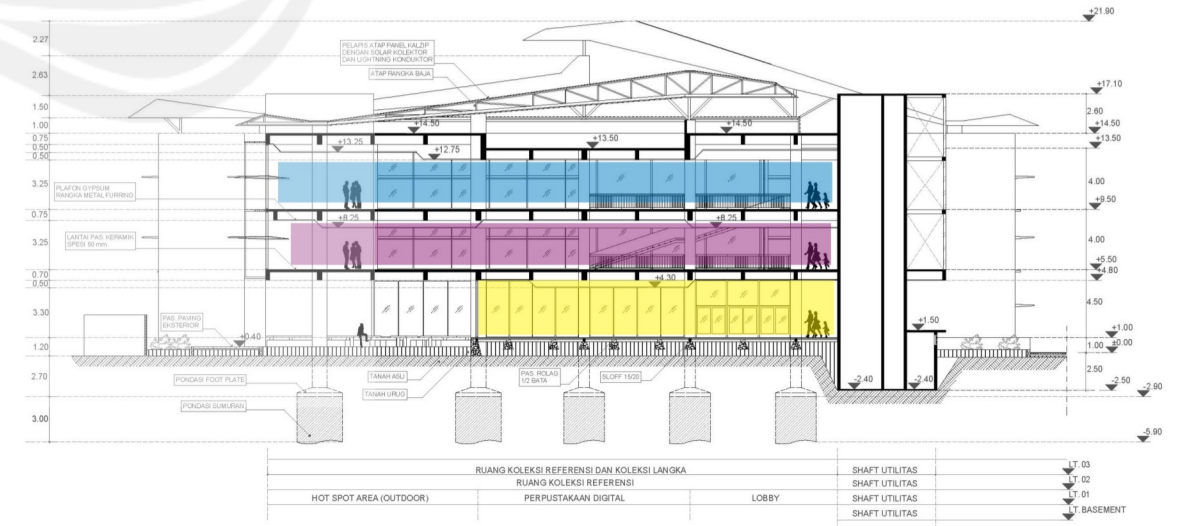 +21.90
2.27
PELAPIS ATAP PANEL KALZIP
DENGAN SOLAR KOLEKTOR
DAN LIGHTNING KONDUKTOR
2.63
ATAP RANGKA BAJA
+17.10
1.50
2.60
1.00
+14.50
+14.50
+14.50
0.75
+13.25
+13.50
+13.50
0.50
0.50
+12.75
3.25
4.00
PLAFON GYPSUM
RANGKA METAL FURRING
+9.50
0.75
+8.25
+8.25
LANTAI PAS. KERAMIK
SPESI 50 mm
3.25
4.00
+5.50
0.70
+4.80
0.50
+4.30
3.30
4.50
PAS. PAVING
EKSTERIOR
+1.50
+0.40
+1.00
1.20
1.00
±0.00
2.70
PONDASI FOOT PLATE
TANAH ASLI
PAS. ROLAG
1/2 BATA
SLOFF 15/20
2.50
-2.40
-2.40
-2.50
-2.90
TANAH URUG
PONDASI SUMURAN
3.00
-5.90
RUANG KOLEKSI REFERENSI DAN KOLEKSI LANGKA SHAFT UTILITAS LT. 03
RUANG KOLEKSI REFERENSI SHAFT UTILITAS LT. 02
HOT SPOT AREA (OUTDOOR) PERPUSTAKAAN DIGITAL LOBBY SHAFT UTILITAS LT. 01
SHAFT UTILITAS LT. BASEMENT